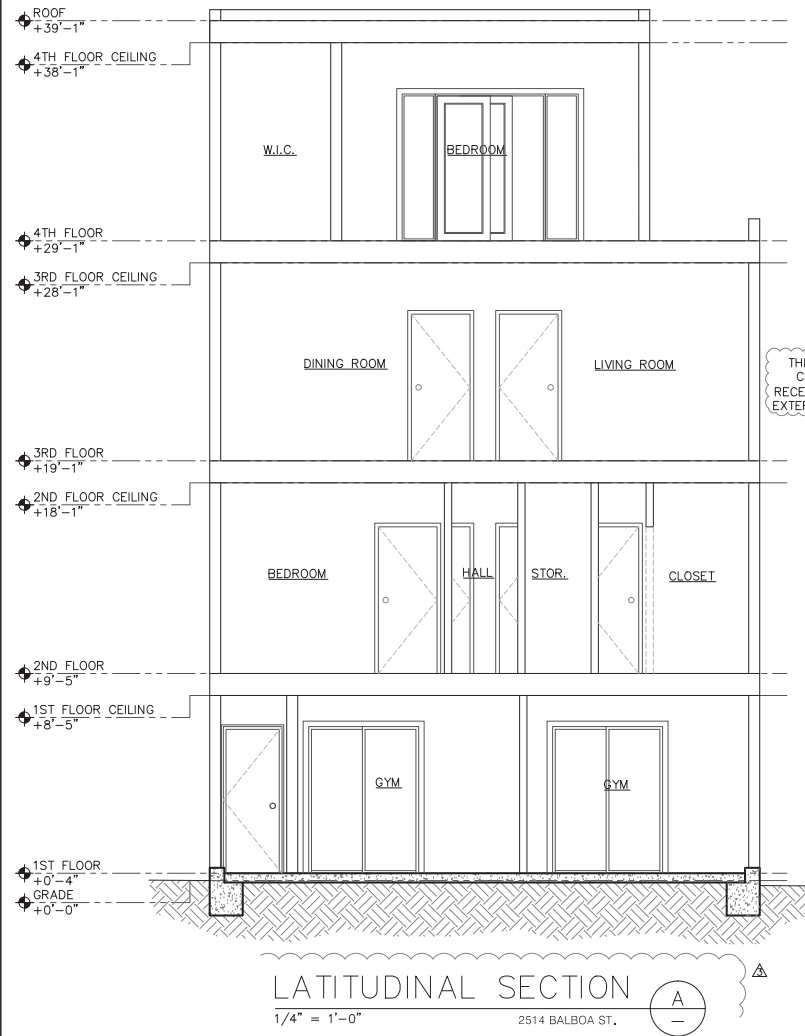 ROOF
+39'-1"
4TH FLOOR CEILING
+38'-1"
W.I.C.
BEDROOM
4TH FLOOR
+29'-1"
3RD FLOOR CEILING
+28'-1"
DINING ROOM
LIVING ROOM
3RD FLOOR
+19'-1"
2ND FLOOR CEILING
+18'-1"
BEDROOM
HALL
STOR.
CLOSET
2ND FLOOR
+9'-5"
1ST FLOOR CEILING
+8'-5"
GYM
GYM
1ST FLOOR
+0'-4"
GRADE
+0'-0"
LATITUDINAL SECTION
1/4" = 1'-0"
2514 BALBOA ST.
A
–
3